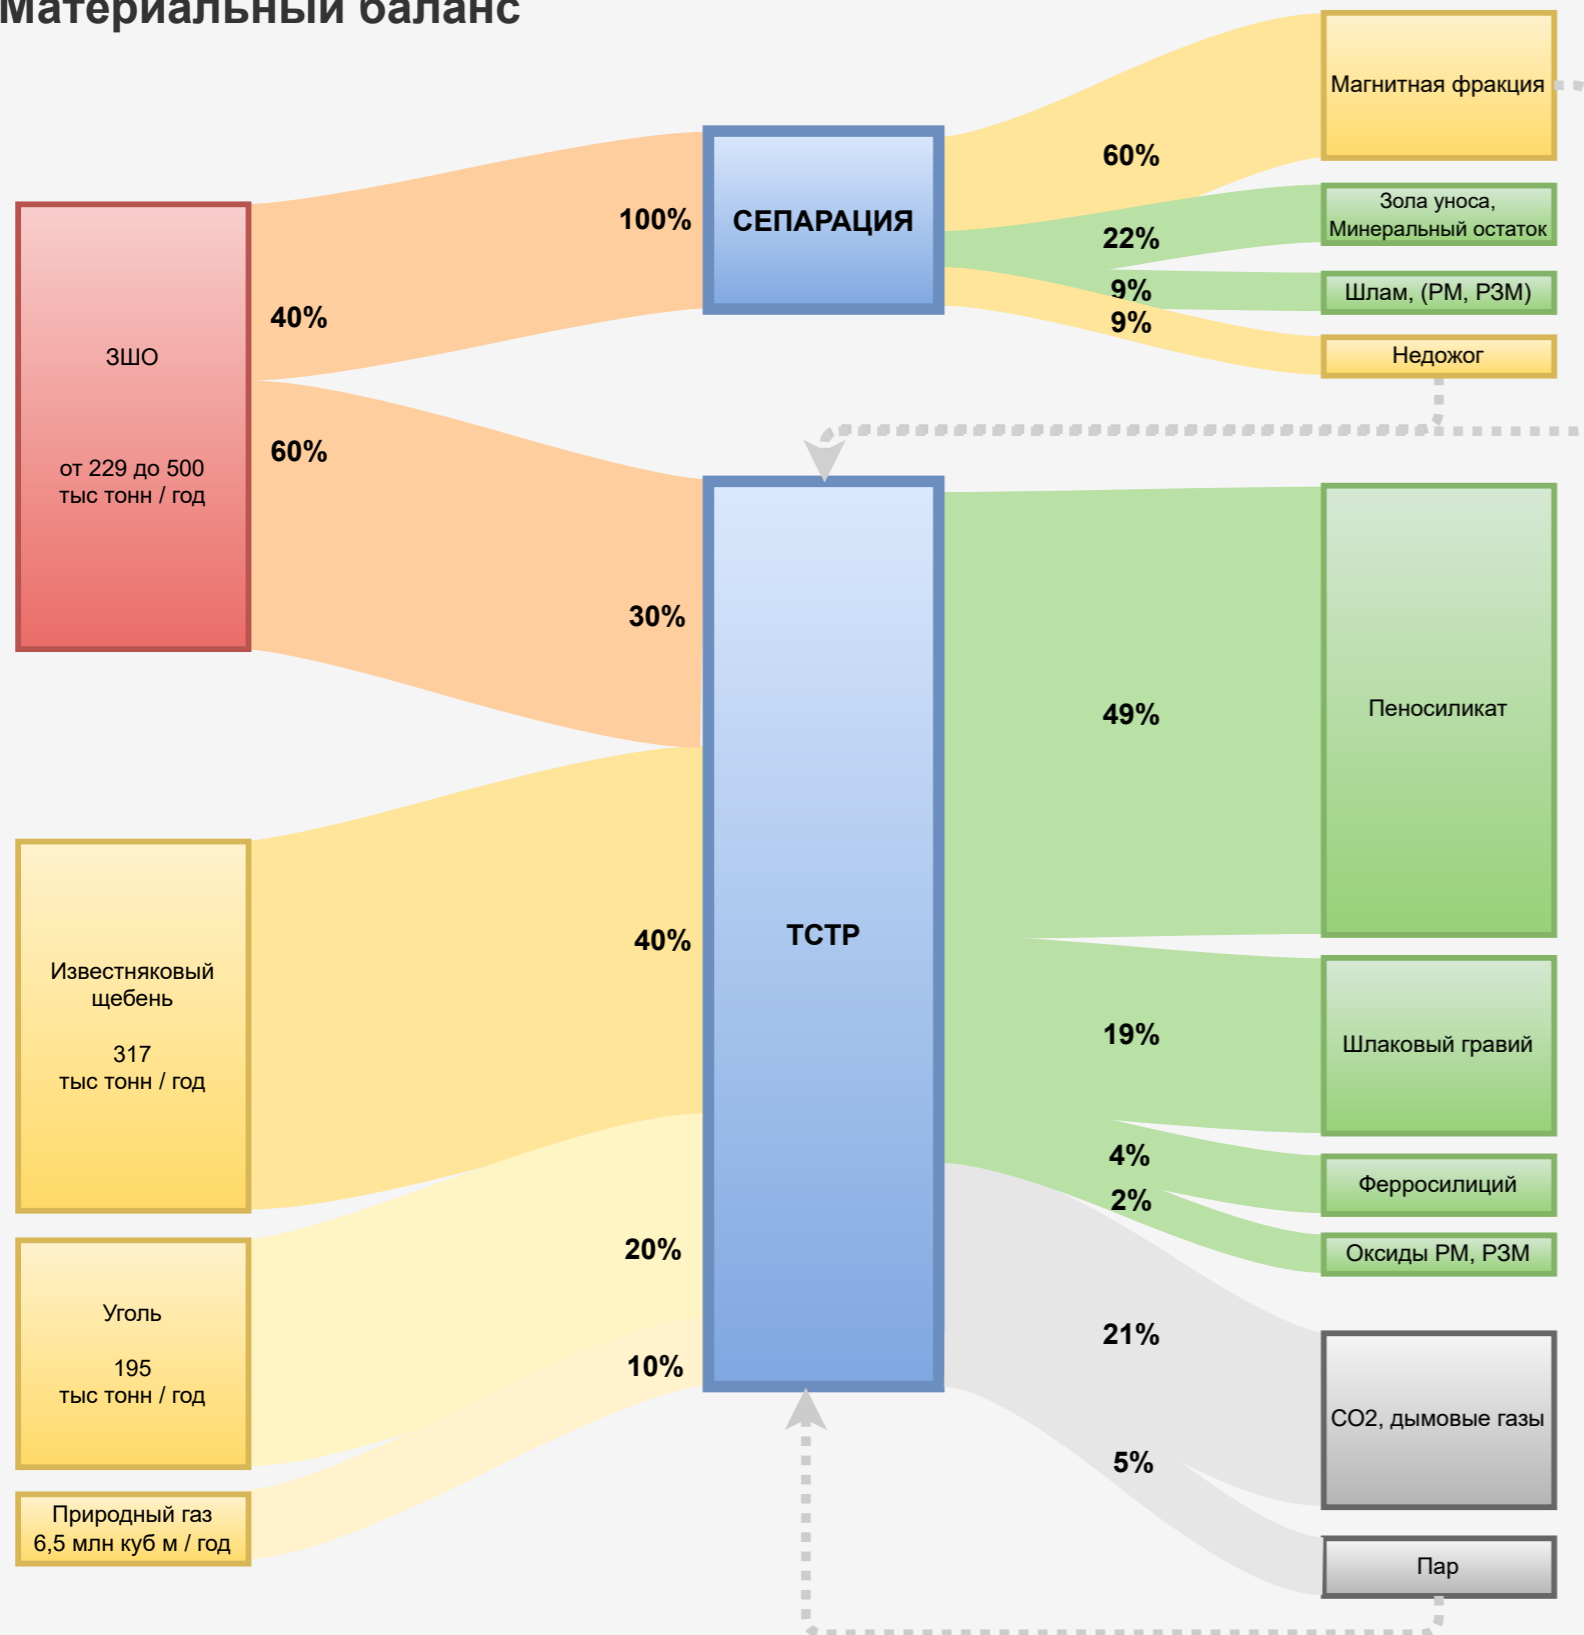 Материальный баланс
ЗШО
от 229 до 500
тыс тонн / год
40%
60%
100%
СЕПАРАЦИЯ
60%
22%
9%
9%
Магнитная фракция
Зола уноса,
Минеральный остаток
Шлам, (РМ, РЗМ)
Недожог
Известняковый
щебень
317
тыс тонн / год
Уголь
195
тыс тонн / год
Природный газ
6,5 млн куб м / год
30%
40%
20%
10%
ТСТР
49%
19%
4%
2%
21%
5%
Пеносиликат
Шлаковый гравий
Ферросилиций
Оксиды РМ, РЗМ
СО2, дымовые газы
Пар